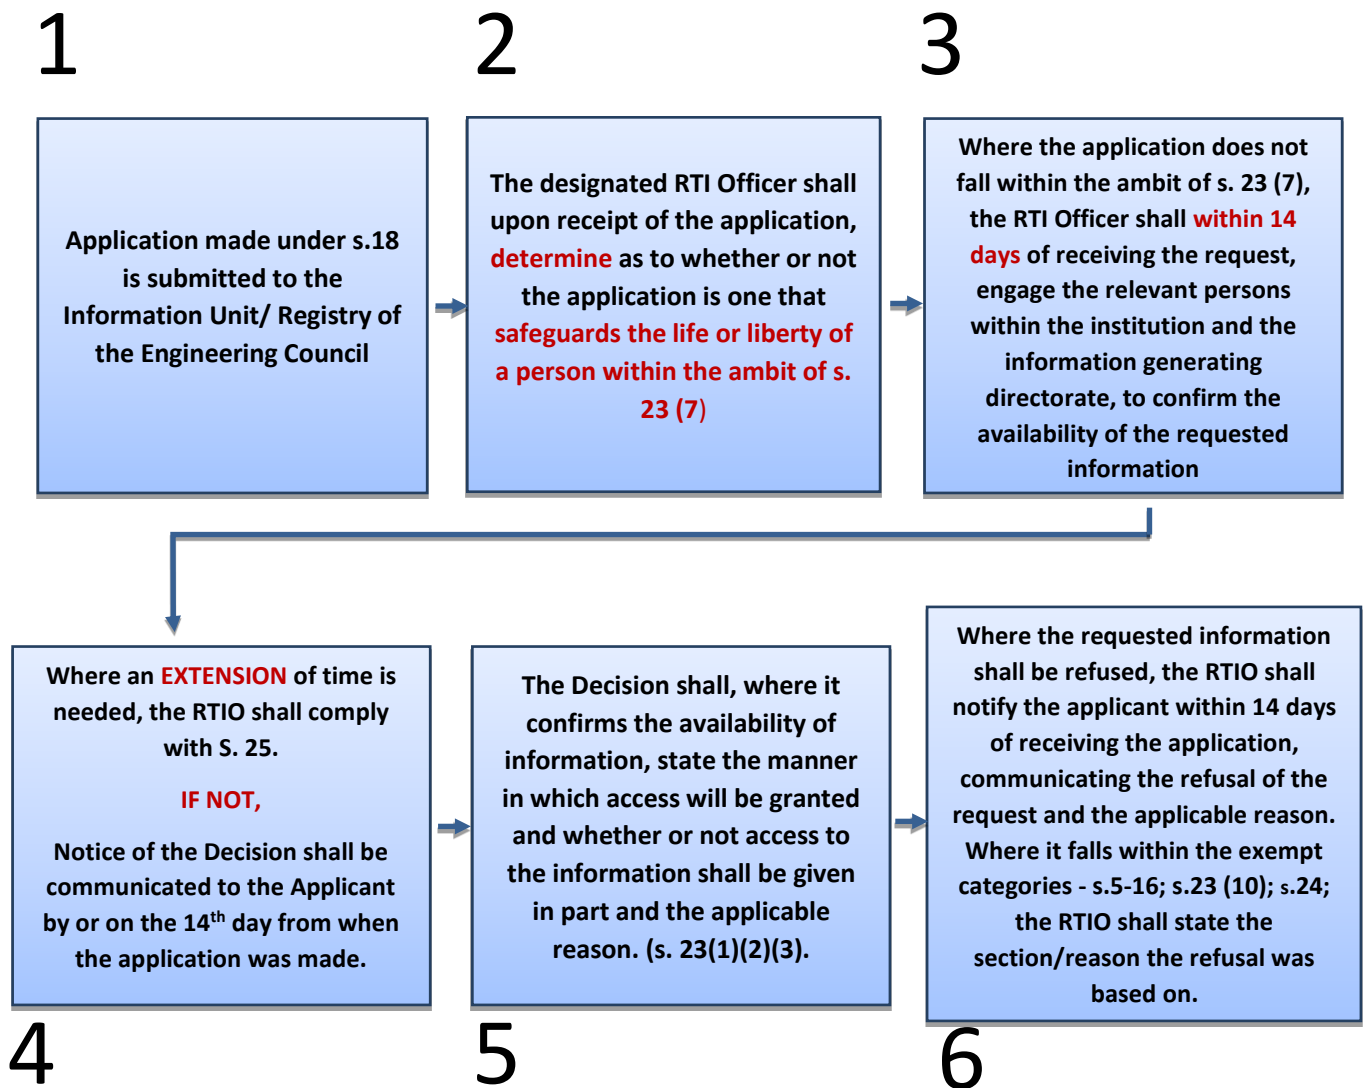 1
2
3
Application made under s.18
is submitted to the
Information Unit/ Registry of
the Engineering Council
The designated RTI Officer shall
upon receipt of the application,
determine as to whether or not
the application is one that
safeguards the life or liberty of
a person within the ambit of s.
23 (7)
Where the application does not
fall within the ambit of s. 23 (7),
the RTI Officer shall within 14
days of receiving the request,
engage the relevant persons
within the institution and the
information generating
directorate, to confirm the
availability of the requested
information
Where an EXTENSION of time is
needed, the RTIO shall comply
with S. 25.
IF NOT,
Notice of the Decision shall be
communicated to the Applicant
by or on the 14th day from when
the application was made.
The Decision shall, where it
confirms the availability of
information, state the manner
in which access will be granted
and whether or not access to
the information shall be given
in part and the applicable
reason. (s. 23(1)(2)(3).
Where the requested information
shall be refused, the RTIO shall
notify the applicant within 14 days
of receiving the application,
communicating the refusal of the
request and the applicable reason.
Where it falls within the exempt
categories - s.5-16; s.23 (10); s.24;
the RTIO shall state the
section/reason the refusal was
based on.
4
5
6